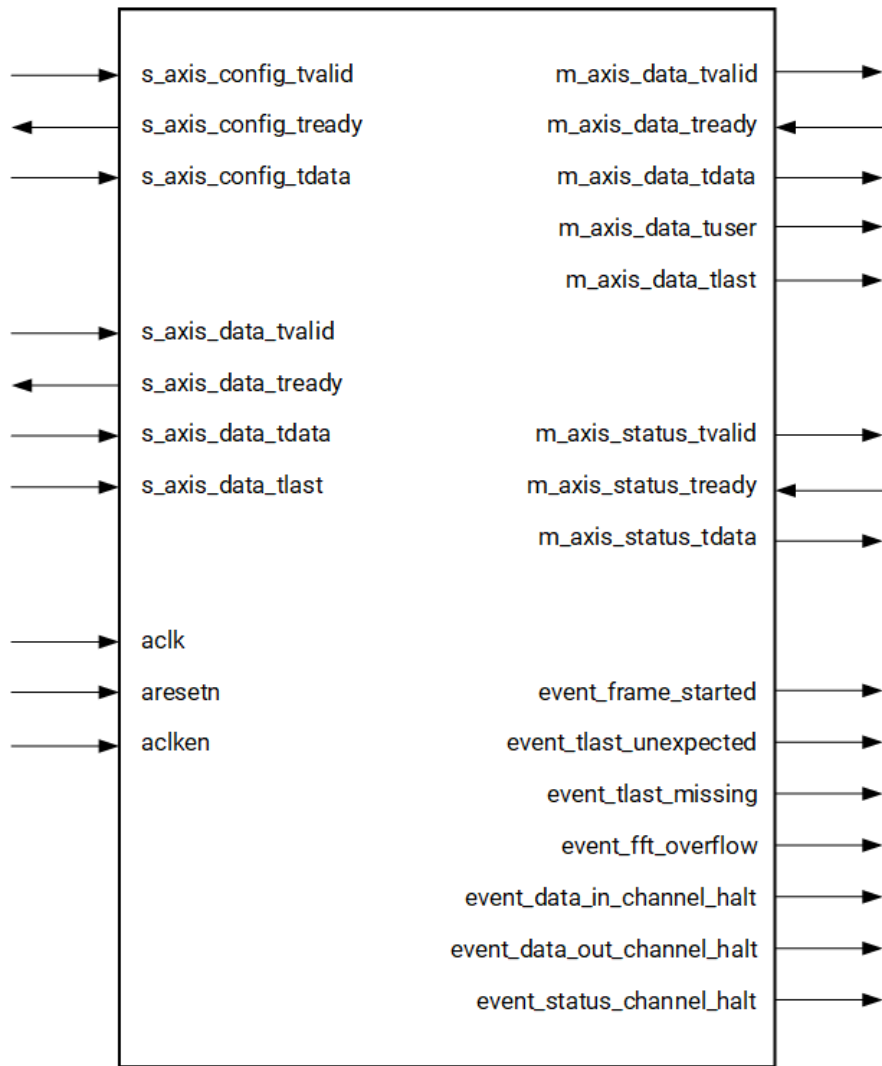 s_axis_config_tvalid
s_axis_config_tready
s_axis_config_tdata
s_axis_data_tvalid
s_axis_data_tready
s_axis_data_tdata
s_axis_data_tlast
aclk
aresetn
aclken
m_axis_data_tvalid
m_axis_data_tready
m_axis_data_tdata
m_axis_data_tuser
m_axis_data_tlast
m_axis_status_tvalid
m_axis_status_tready
m_axis_status_tdata
event_frame_started
event_tlast_unexpected
event_tlast_missing
event_fft_overflow
event_data_in_channel_halt
event_data_out_channel_halt
event_status_channel_halt